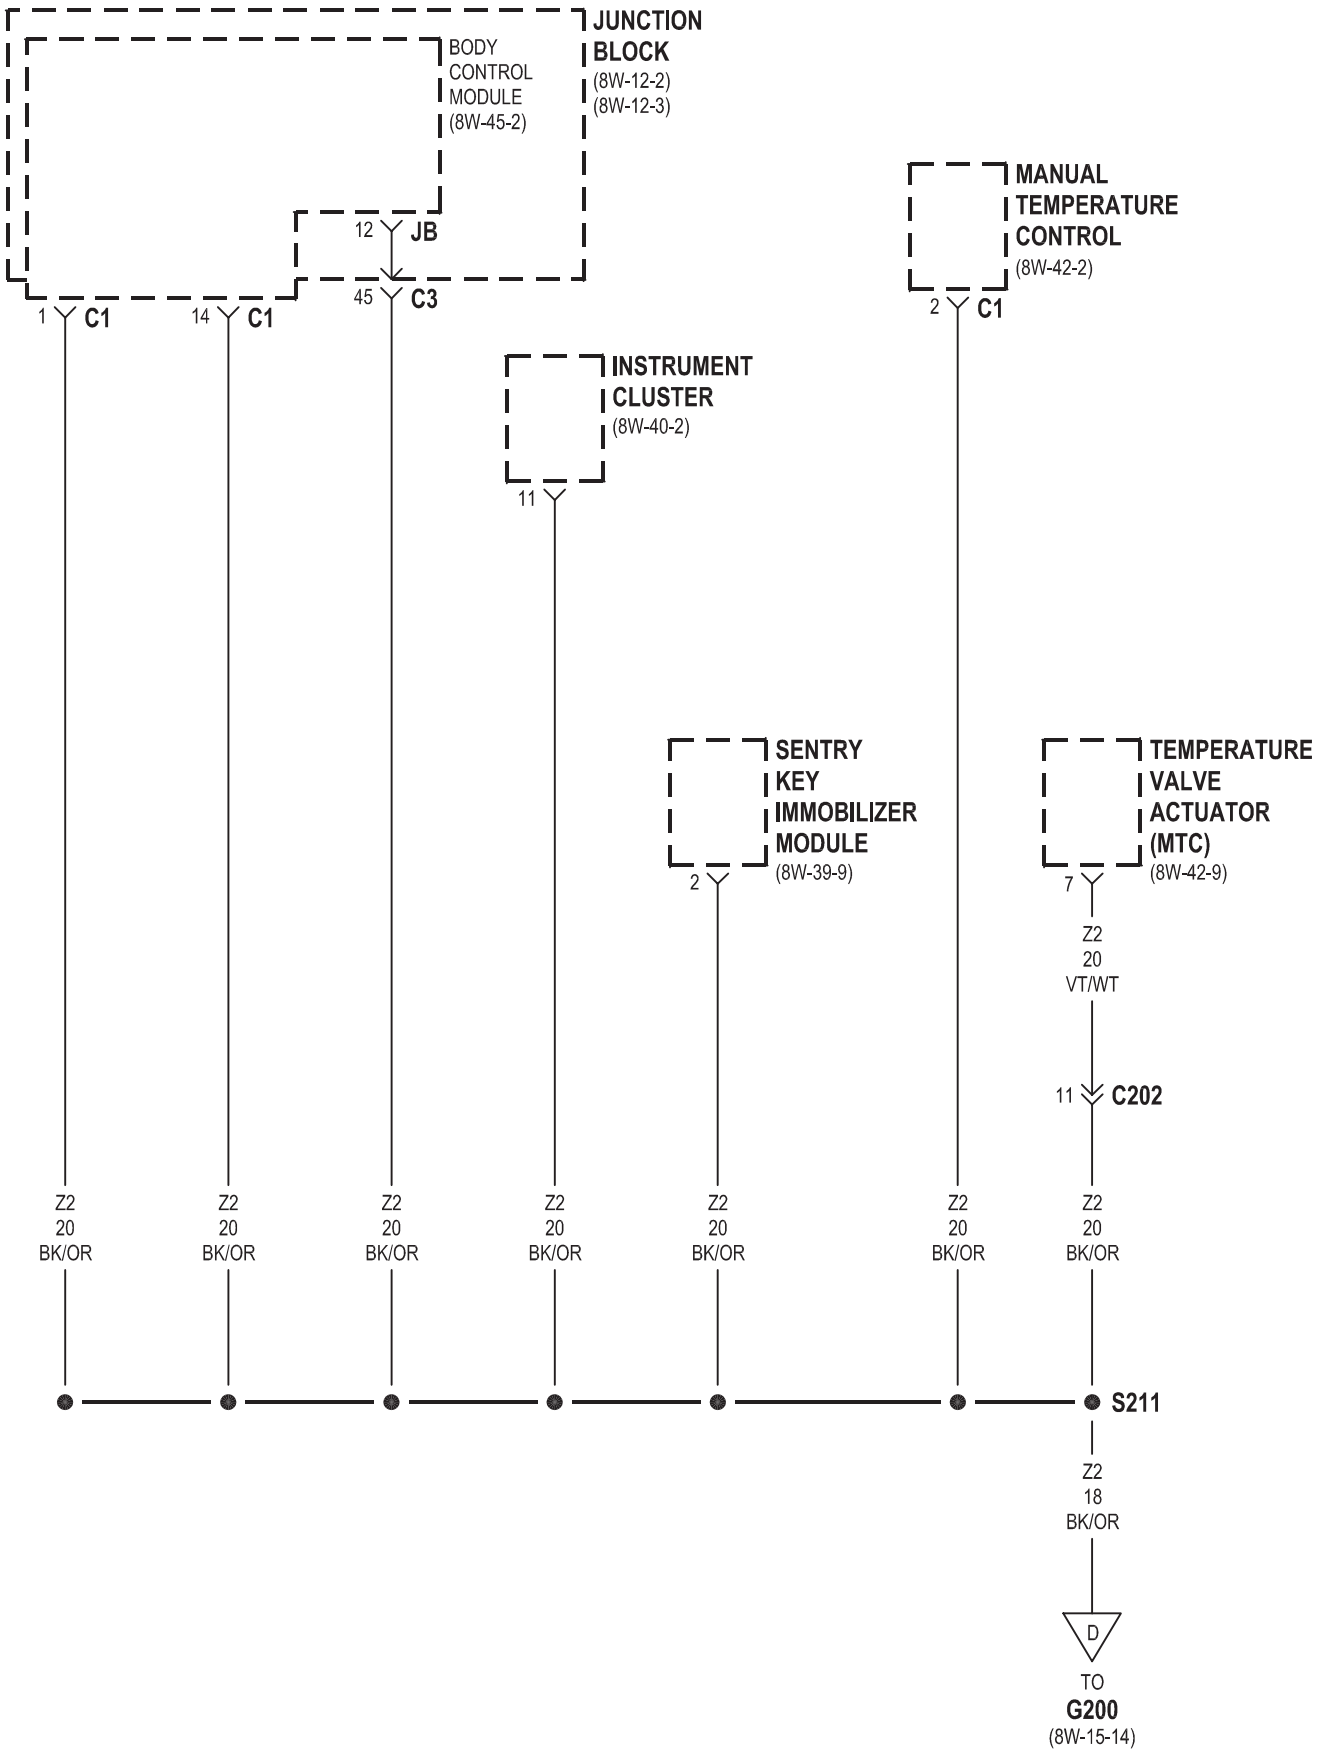 JUNCTION
BLOCK
(8W-12-2)
(8W-12-3)
BODY
CONTROL
MODULE
(8W-45-2)
12
JB
45
C3
1
C1
14
C1
MANUAL
TEMPERATURE
CONTROL
(8W-42-2)
2
C1
INSTRUMENT
CLUSTER
(8W-40-2)
11
SENTRY
KEY
IMMOBILIZER
MODULE
(8W-39-9)
2
TEMPERATURE
VALVE
ACTUATOR
(MTC)
(8W-42-9)
7
Z2
20
VT/WT
11
C202
Z2
20
BK/OR
Z2
20
BK/OR
Z2
20
BK/OR
Z2
20
BK/OR
Z2
20
BK/OR
Z2
20
BK/OR
Z2
20
BK/OR
S211
Z2
18
BK/OR
D
TO
G200
(8W-15-14)